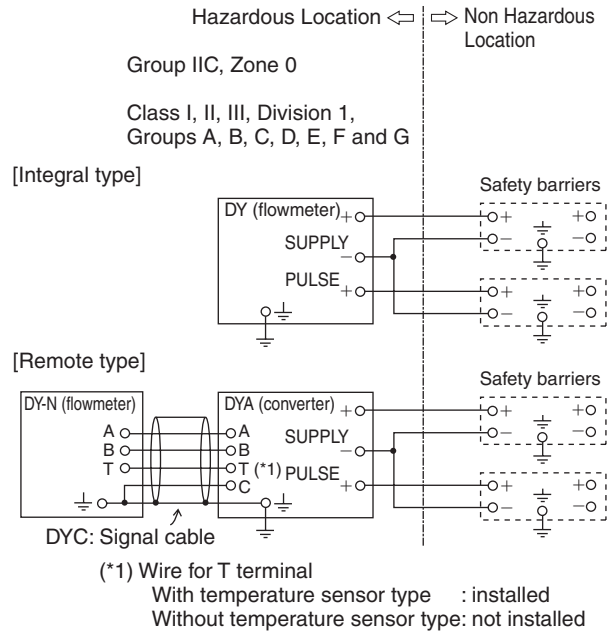 Hazardous Location ⇦ ⇨ Non Hazardous
Location
Group IIC, Zone 0
Class I, II, III, Division 1,
Groups A, B, C, D, E, F and G
[Integral type]
Safety barriers
DY (flowmeter) + + +
SUPPLY
− − −
PULSE + + +
− −
[Remote type]
Safety barriers
DY-N (flowmeter) DYA (converter) + + +
A A SUPPLY − −
B B −
T T (*1) PULSE + + +
C − −
DYC: Signal cable
(*1) Wire for T terminal
With temperature sensor type : installed
Without temperature sensor type: not installed